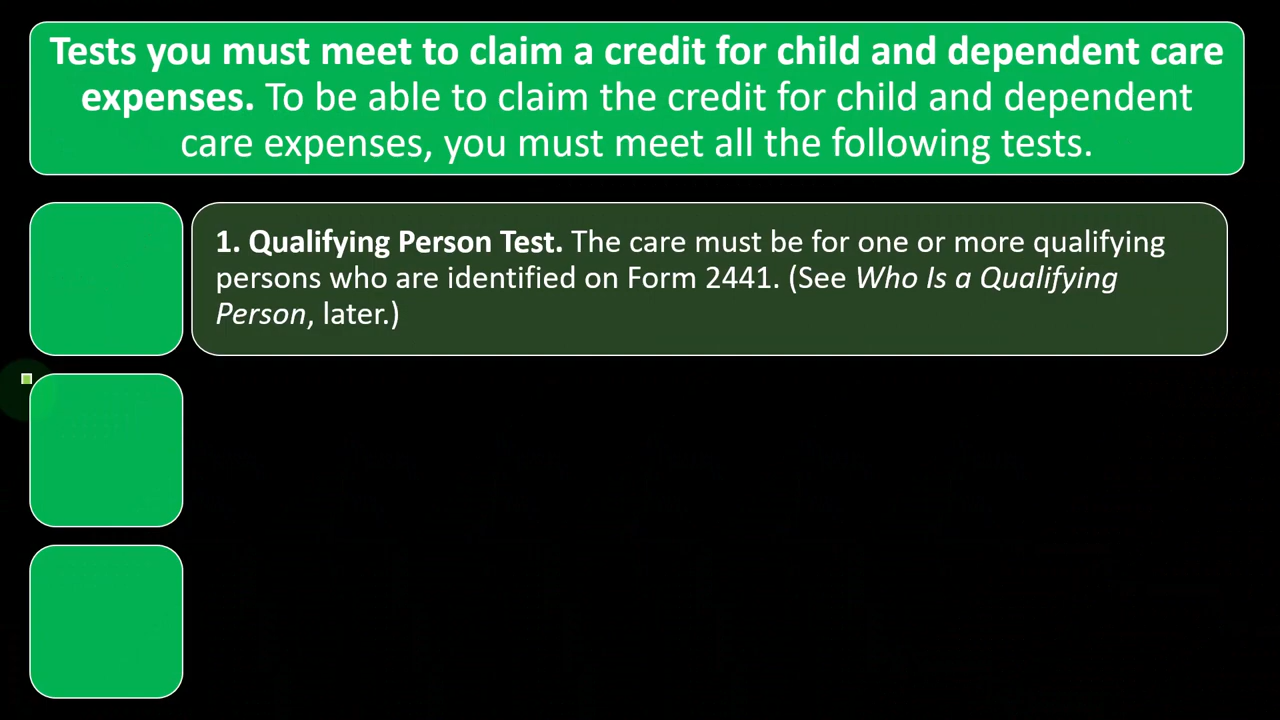 Tests you must meet to claim a credit for child and dependent care
expenses. To be able to claim the credit for child and dependent
care expenses, you must meet all the following tests.
1. Qualifying Person Test. The care must be for one or more qualifying
persons who are identified on Form 2441. (See Who Is a Qualifying
Person, later.)